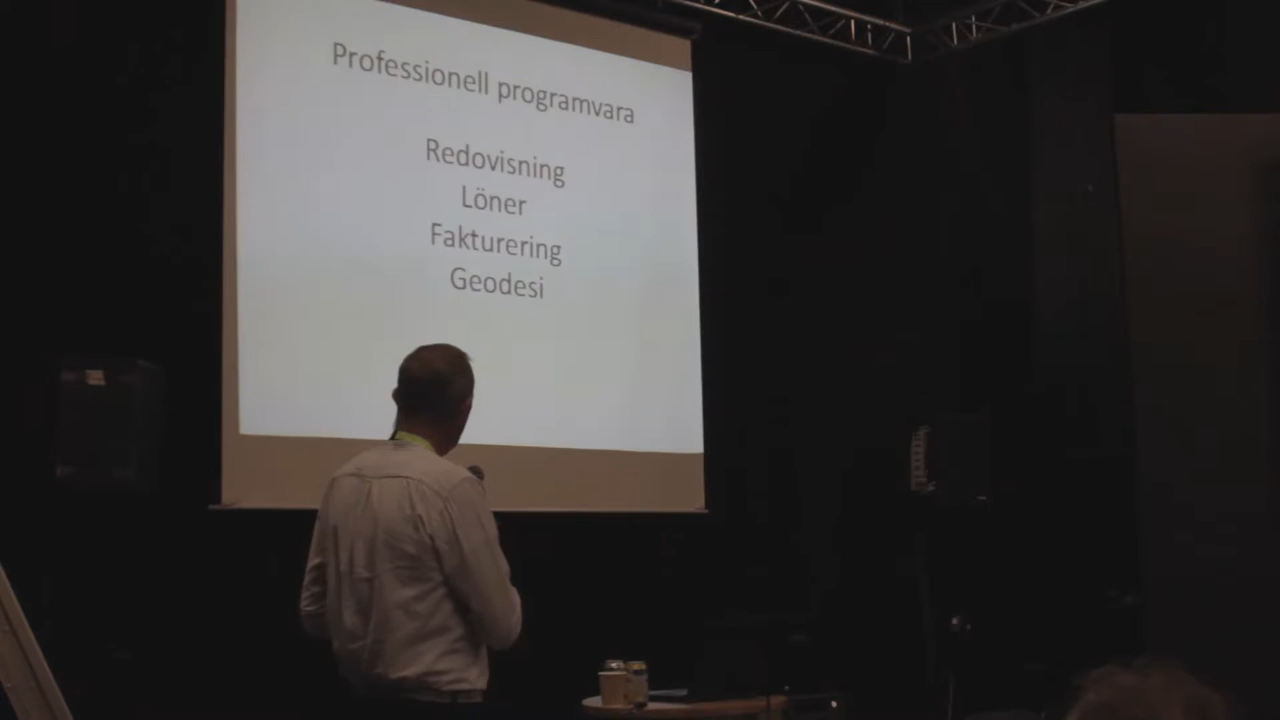 Professionell programvara
Redovisning
Löner
Fakturering
Geodesi